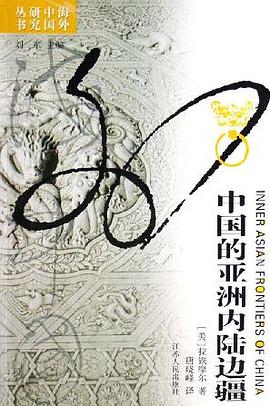 海外中国研究丛书
刘东 主编
中国的亚洲内陆边疆
INNER ASIAN FRONTIERS OF CHINA
[美] 拉铁摩尔 著
唐晓峰 译
江苏人民出版社